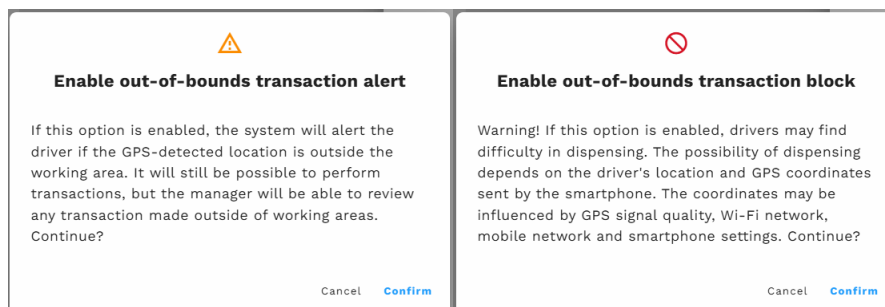 Enable out-of-bounds transaction alert
If this option is enabled, the system will alert the
driver if the GPS-detected location is outside the
working area. It will still be possible to perform
transactions, but the manager will be able to review
any transaction made outside of working areas.
Continue?
Cancel Confirm
Enable out-of-bounds transaction block
Warning! If this option is enabled, drivers may find
difficulty in dispensing. The possibility of dispensing
depends on the driver's location and GPS coordinates
sent by the smartphone. The coordinates may be
influenced by GPS signal quality, Wi-Fi network,
mobile network and smartphone settings. Continue?
Cancel Confirm